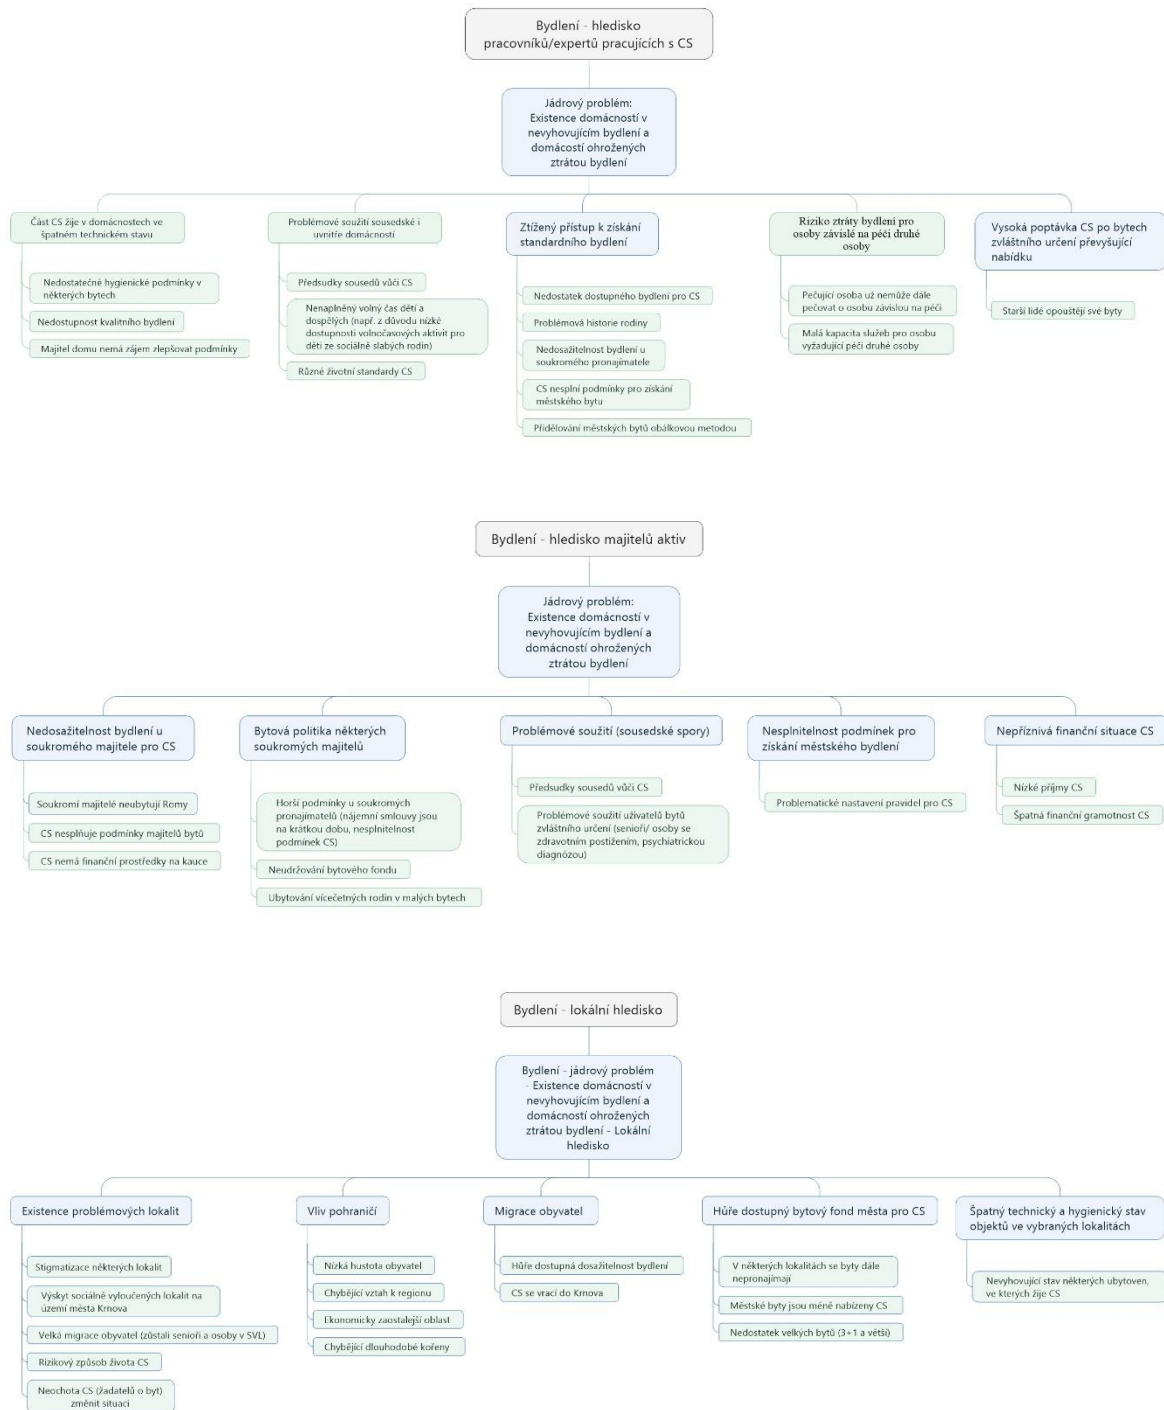 Bydlení - hledisko
pracovníků/expertů pracujících s CS
Jádrový problém:
Existence domácností v
nevyhovujícím bydlení a
domácostí ohrožených
ztrátou bydlení
Část CS žije v domácnostech ve
špatném technickém stavu
Nedostatečné hygienické podmínky v
některých bytech
Nedostupnost kvalitního bydlení
Majitel domu nemá zájem zlepšovat podmínky
Problémové soužití sousedské i
uvnitře domácností
Předsudky sousedů vůči CS
Nenaplněný volný čas dětí a
dospělých (např. z důvodu nízké
dostupnosti volnočasových aktivit pro
děti ze sociálně slabých rodin)
Různé životní standardy CS
Ztížený přístup k získání
standardního bydlení
Nedostatek dostupného bydlení pro CS
Problémová historie rodiny
Nedosažitelnost bydlení u
soukromého pronajímatele
CS nesplní podmínky pro získání
městského bytu
Přidělování městských bytů obálkovou metodou
Riziko ztráty bydlení pro
osoby závislé na péči druhé
osoby
Pečující osoba už nemůže dále
pečovat o osobu závislou na péči
Malá kapacita služeb pro osobu
vyžadující péči druhé osoby
Vysoká poptávka CS po bytech
zvláštního určení převyšující
nabídku
Starší lidé opouštějí své byty
Bydlení - hledisko majitelů aktiv
Jádrový problém:
Existence domácností v
nevyhovujícím bydlení a
domácností ohrožených
ztrátou bydlení
Nedosažitelnost bydlení u
soukromého majitele pro CS
Soukromí majitelé neubytují Romy
CS nesplňuje podmínky majitelů bytů
CS nemá finanční prostředky na kauce
Bytová politika některých
soukromých majitelů
Horší podmínky u soukromých
pronajímatelů (nájemní smlouvy jsou
na krátkou dobu, nesplnitelnost
podmínek CS)
Neudržování bytového fondu
Ubytování vícečetných rodin v malých bytech
Problémové soužití (sousedské spory)
Předsudky sousedů vůči CS
Problémové soužití uživatelů bytů
zvláštního určení (senioři/ osoby se
zdravotním postižením, psychiatrickou
diagnózou)
Nesplnitelnost podmínek pro
získání městského bydlení
Problematické nastavení pravidel pro CS
Nepříznivá finanční situace CS
Nízké příjmy CS
Špatná finanční gramotnost CS
Bydlení - lokální hledisko
Bydlení - jádrový problém
- Existence domácností v
nevyhovujícím bydlení a
domácností ohrožených
ztrátou bydlení - Lokální
hledisko
Existence problémových lokalit
Stigmatizace některých lokalit
Výskyt sociálně vyloučených lokalit na
území města Krnova
Velká migrace obyvatel (zůstali senioři a osoby v SVL)
Rizikový způsob života CS
Neochota CS (žadatelů o byt)
změnit situaci
Vliv pohraničí
Nízká hustota obyvatel
Chybějící vztah k regionu
Ekonomicky zaostalejší oblast
Chybějící dlouhodobé kořeny
Migrace obyvatel
Hůře dostupná dosažitelnost bydlení
CS se vrací do Krnova
Hůře dostupný bytový fond města pro CS
V některých lokalitách se byty dále
nepronajímají
Městské byty jsou méně nabízeny CS
Nedostatek velkých bytů (3+1 a větší)
Špatný technický a hygienický stav
objektů ve vybraných lokalitách
Nevyhovující stav některých ubytoven,
ve kterých žije CS